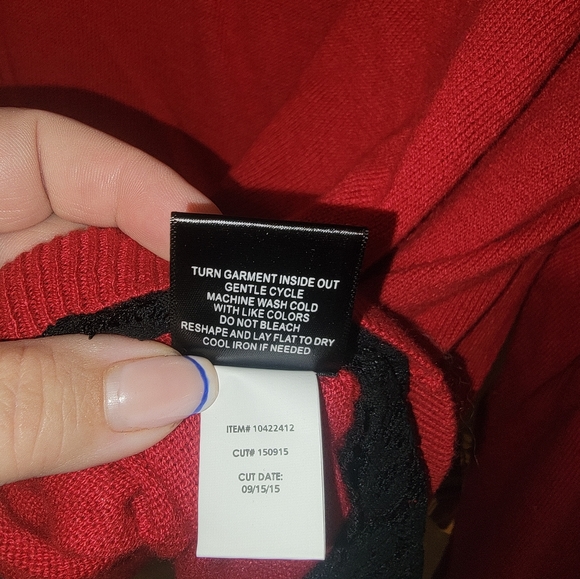 TURN GARMENT INSIDE OUT
GENTLE CYCLE
MACHINE WASH COLD
WITH LIKE COLORS
DO NOT BLEACH
RESHAPE AND LAY FLAT TO DRY
COOL IRON IF NEEDED
ITEM# 10422412
CUT# 150915
CUT DATE:
09/15/15